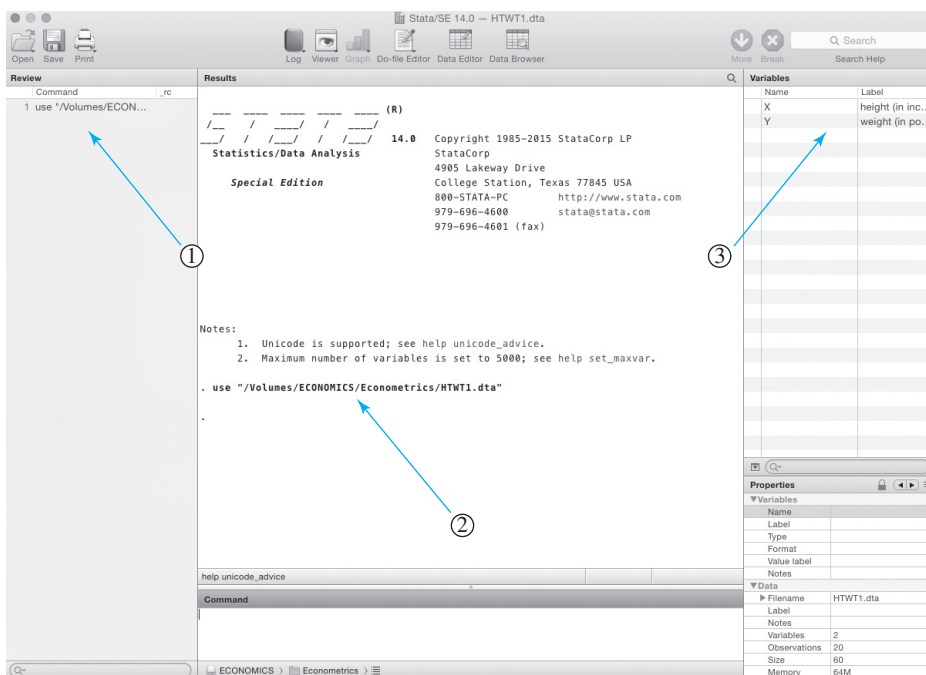 Stata/SE 14.0 — HTWT1.dta
Open Save Print Log Viewer Graph Do-file Editor Data Editor Data Browser More Break Search Help
Search
Review
Command _rc
1 use "/Volumes/ECON...
①
Results
(R)
14.0 Copyright 1985-2015 StataCorp LP
Statistics/Data Analysis StataCorp
4905 Lakeway Drive
Special Edition College Station, Texas 77845 USA
800-STATA-PC http://www.stata.com
979-696-4600 stata@stata.com
979-696-4601 (fax)
Notes:
1. Unicode is supported; see help unicode_advice.
2. Maximum number of variables is set to 5000; see help set_maxvar.
. use "/Volumes/ECONOMICS/Econometrics/HTWT1.dta"
.
②
help unicode_advice
Command
ECONOMICS Econometrics
Variables
Name Label
X height (in inc...
Y weight (in po...
③
Properties
Variables
Name
Label
Type
Format
Value label
Notes
Data
Filename HTWT1.dta
Label
Notes
Variables 2
Observations 20
Size 60
Memory 64M